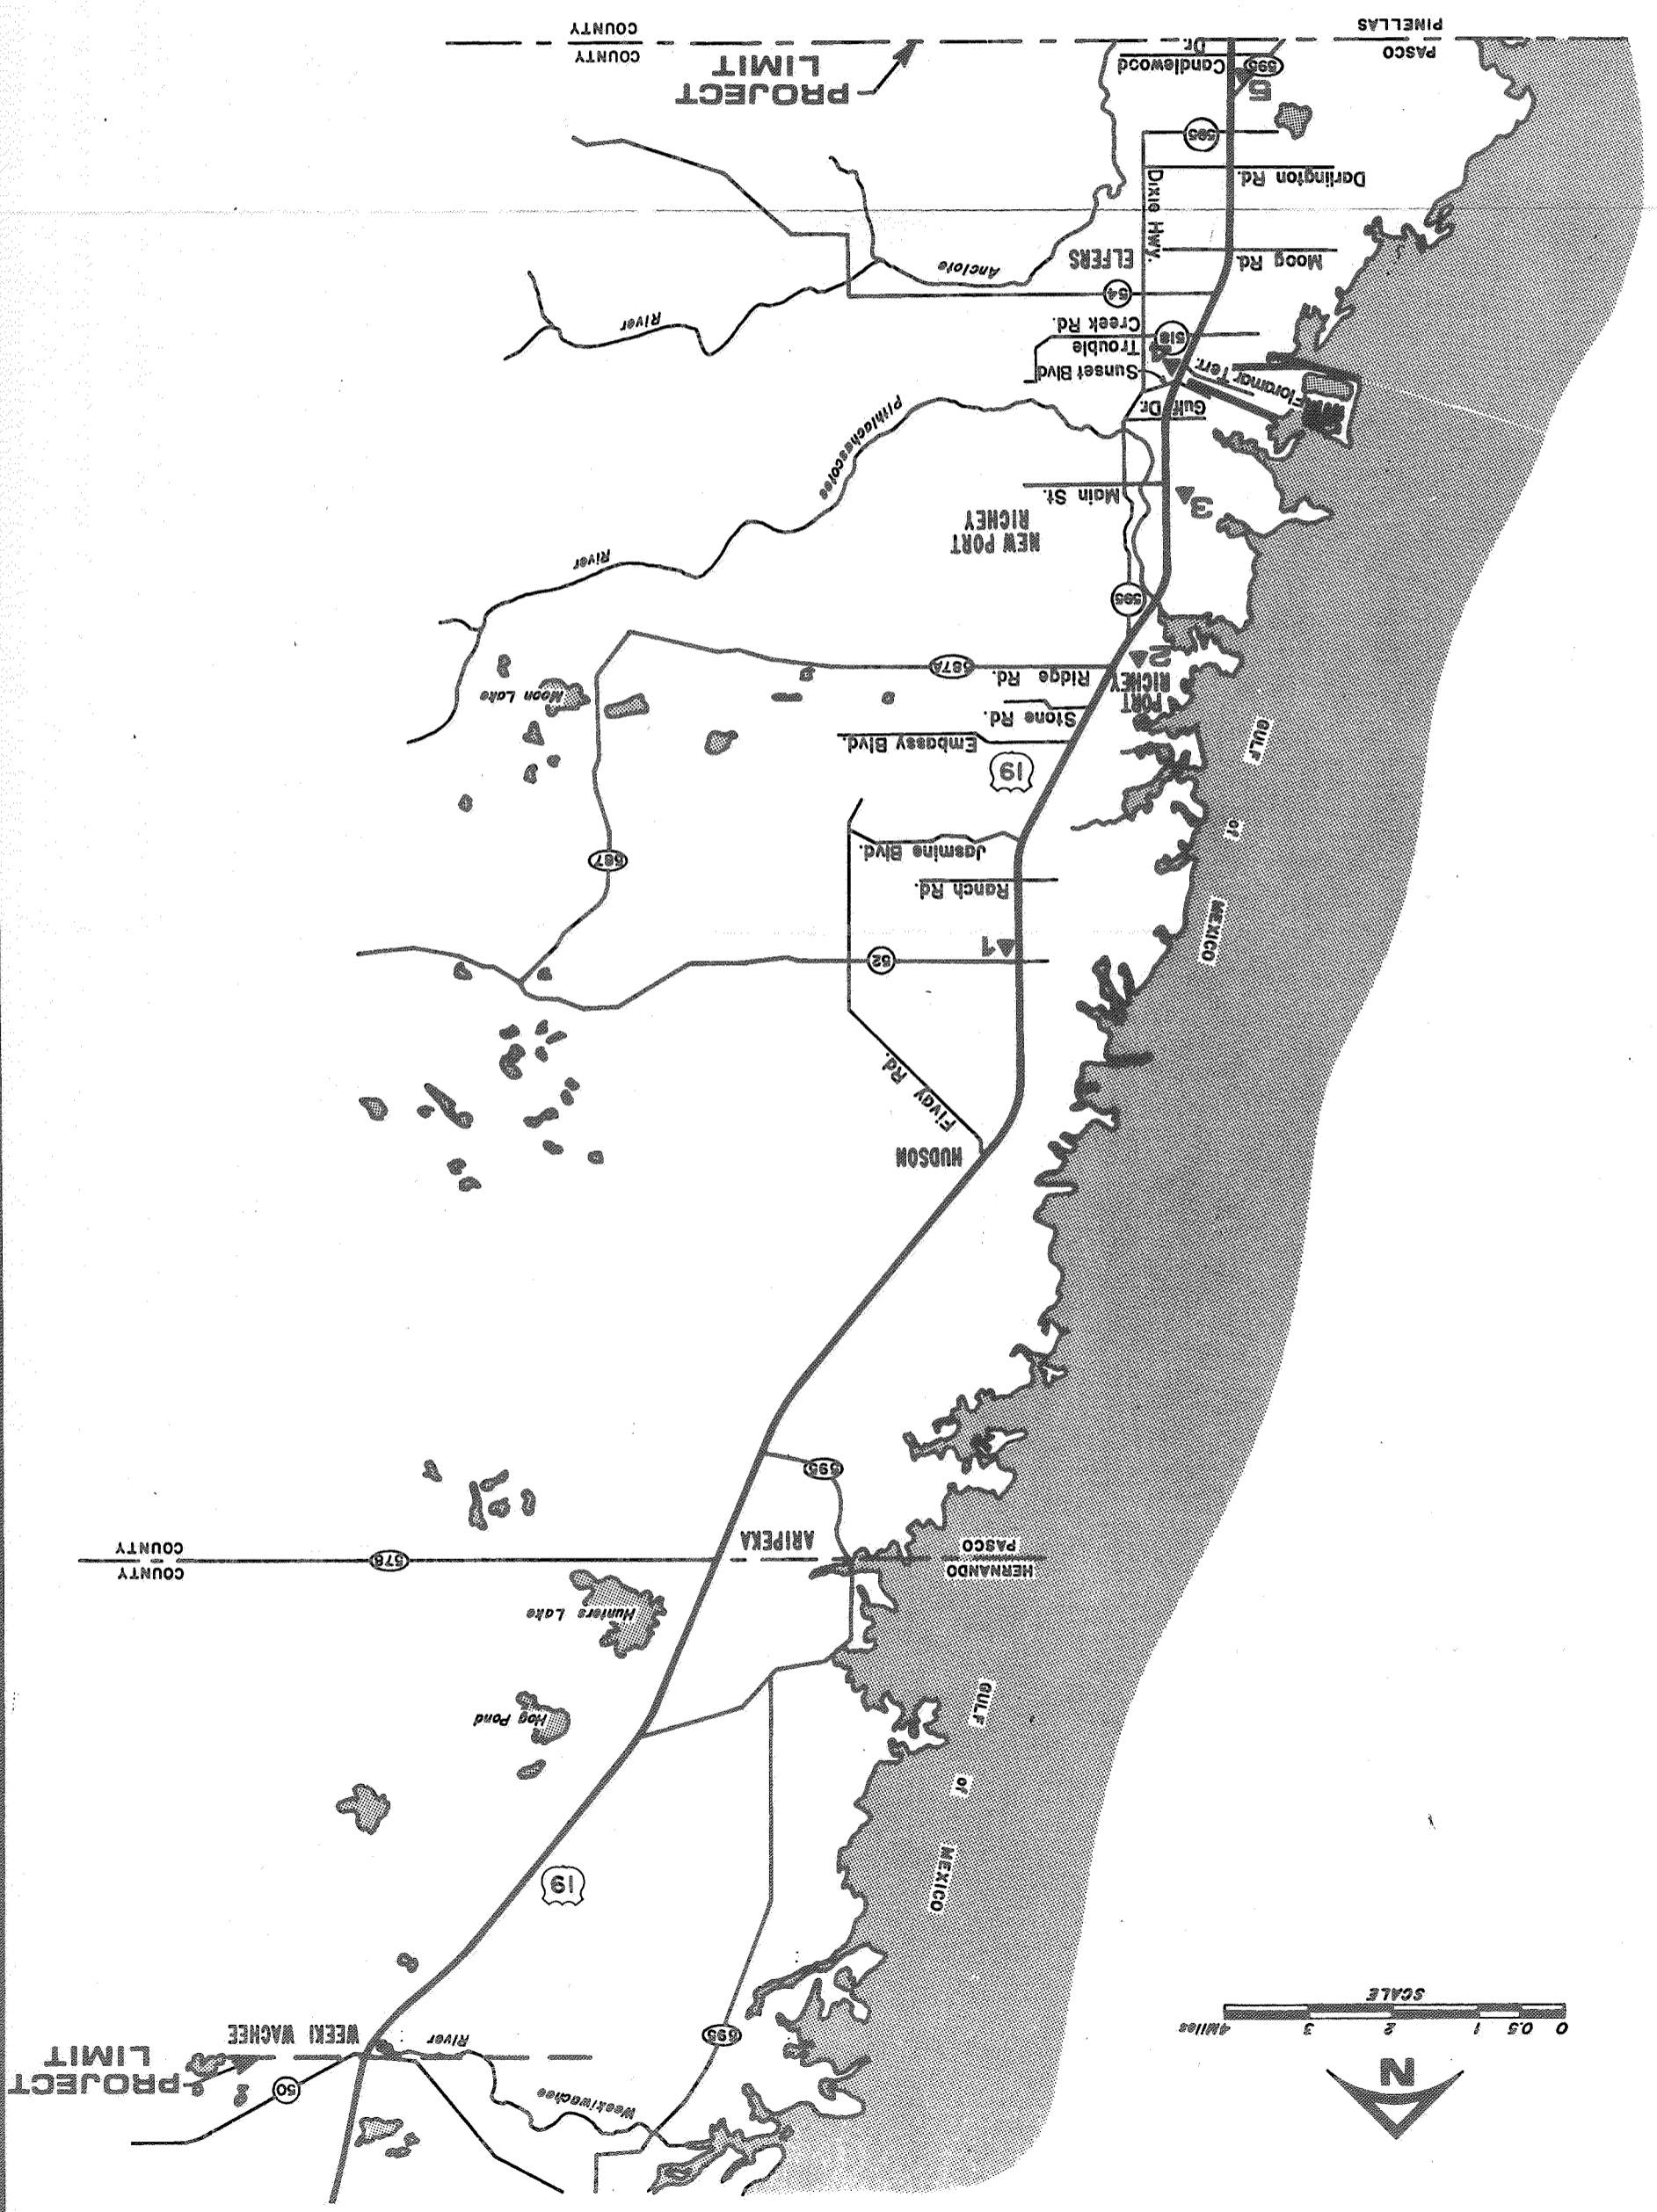 N
0 0.5 1 2 3 4 Miles
SCALE
Weekiwachee
River
50
PROJECT
LIMIT
WEEKI WACHEE
595
19
MEXICO
of
GULF
Hog Pond
Hunters Lake
HERNANDO
PASCO
COUNTY
COUNTY
578
ARIPEKA
595
HUDSON
Fivay Rd.
52
1
MEXICO
of
GULF
Ranch Rd.
587
Jasmine Blvd.
19
Embassy Blvd.
Stone Rd.
Moon Lake
PORT
RICHEY
Ridge Rd.
587A
2
595
River
NEW PORT
RICHEY
3
Main St.
Pithlachascotee
Gulf Dr.
Floramar Terr.
Sunset Blvd.
4
518
Trouble
Creek Rd.
River
54
Anclote
Moog Rd.
ELFERS
Dixie Hwy.
Darlington Rd.
595
5
595
Candlewood
Dr.
PROJECT
LIMIT
PASCO
PINELLAS
COUNTY
COUNTY